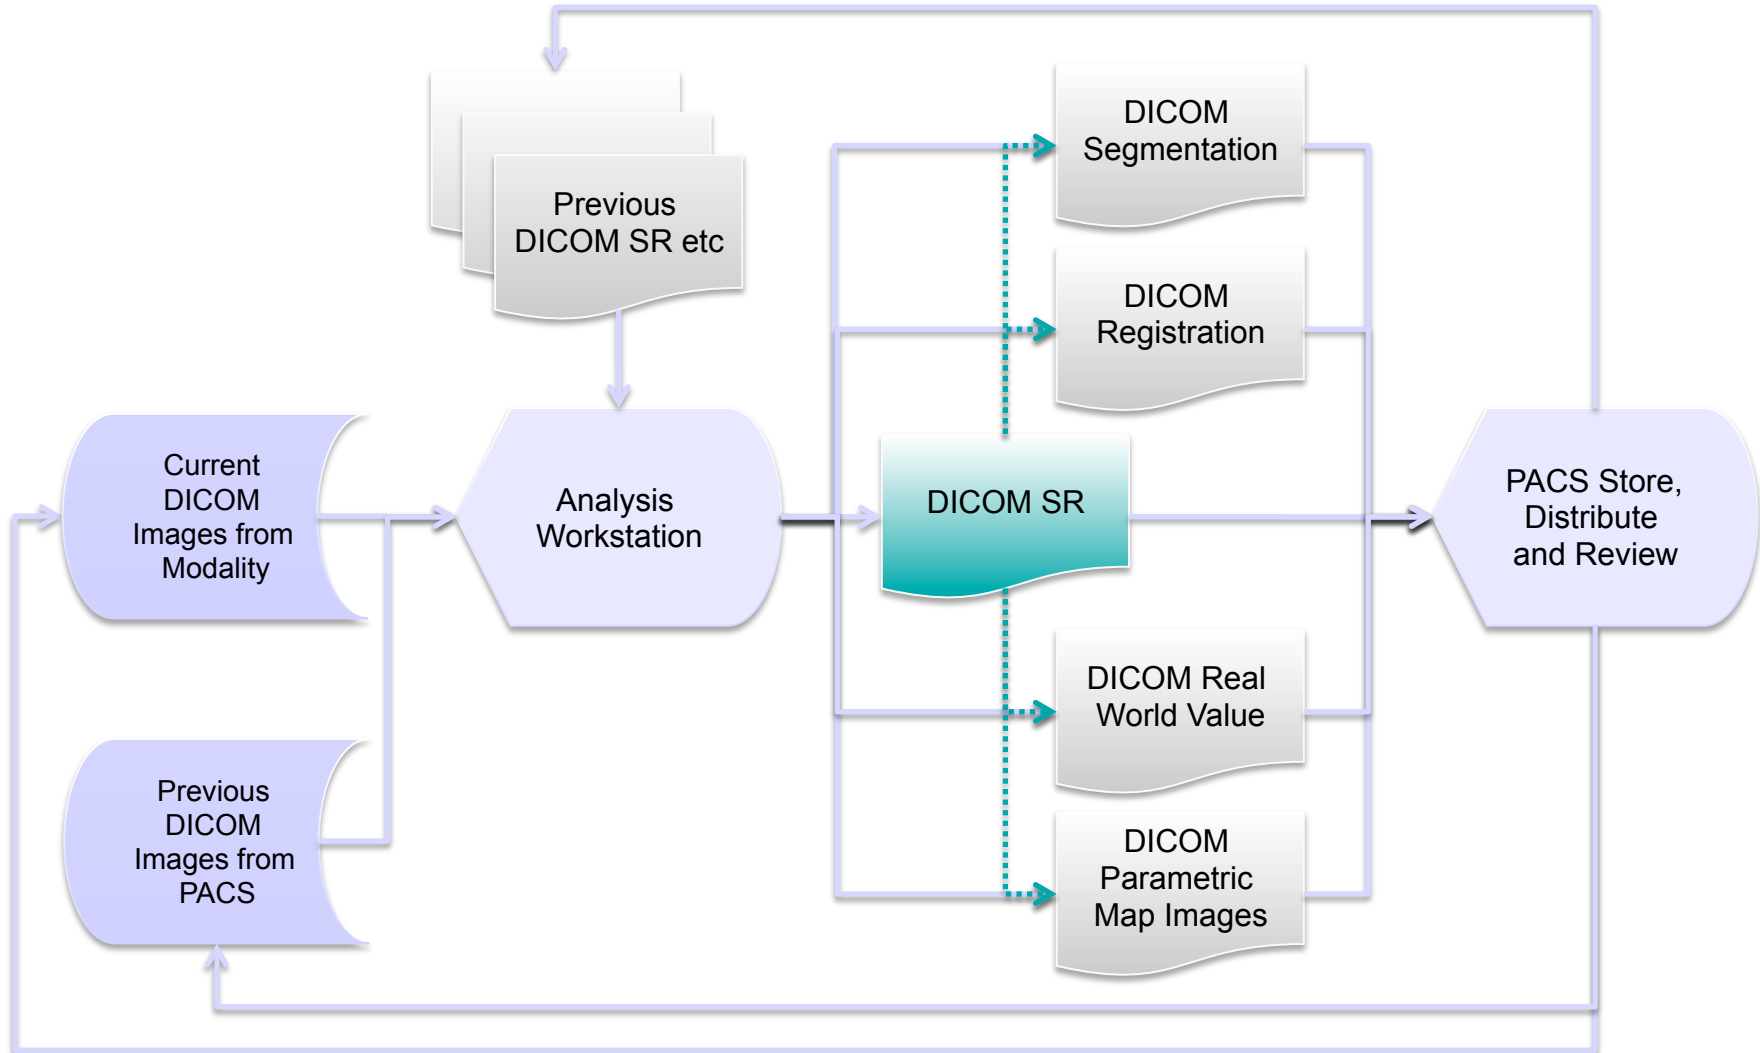 Previous
DICOM SR etc
Current
DICOM
Images from
Modality
Previous
DICOM
Images from
PACS
Analysis
Workstation
DICOM
Segmentation
DICOM
Registration
DICOM SR
DICOM Real
World Value
DICOM
Parametric
Map Images
PACS Store,
Distribute
and Review